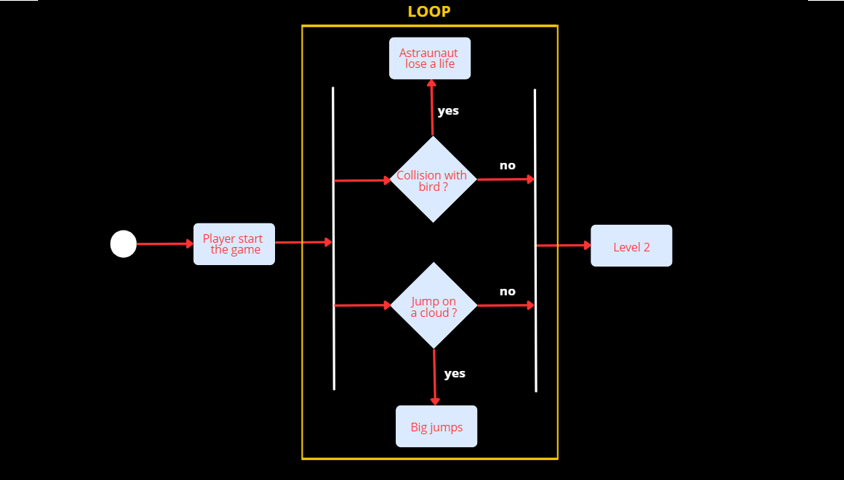 LOOP
Astraunaut
lose a life
yes
Collision with
bird ?
no
Player start
the game
Level 2
no
Jump on
a cloud ?
yes
Big jumps